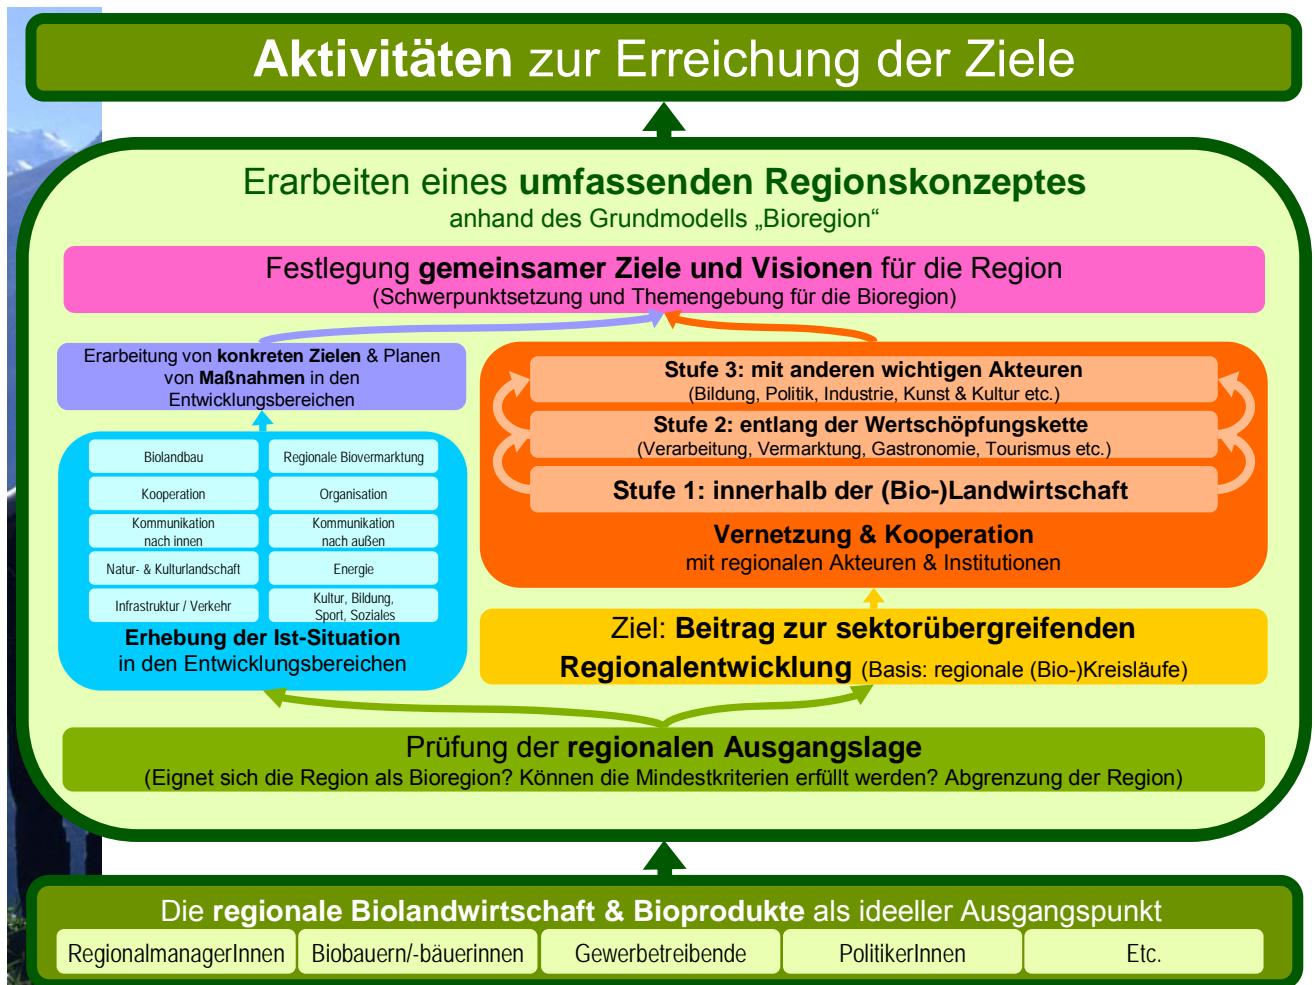 Aktivitäten zur Erreichung der Ziele
Erarbeiten eines umfassenden Regionskonzeptes
anhand des Grundmodells „Bioregion“
Festlegung gemeinsamer Ziele und Visionen für die Region
(Schwerpunktsetzung und Themengebung für die Bioregion)
Erarbeitung von konkreten Zielen & Planen
von Maßnahmen in den
Entwicklungsbereichen
Biolandbau
Regionale Biovermarktung
Kooperation
Organisation
Kommunikation
nach innen
Kommunikation
nach außen
Natur- & Kulturlandschaft
Energie
Infrastruktur / Verkehr
Kultur, Bildung,
Sport, Soziales
Erhebung der Ist-Situation
in den Entwicklungsbereichen
Stufe 3: mit anderen wichtigen Akteuren
(Bildung, Politik, Industrie, Kunst & Kultur etc.)
Stufe 2: entlang der Wertschöpfungskette
(Verarbeitung, Vermarktung, Gastronomie, Tourismus etc.)
Stufe 1: innerhalb der (Bio-)Landwirtschaft
Vernetzung & Kooperation
mit regionalen Akteuren & Institutionen
Ziel: Beitrag zur sektorübergreifenden
Regionalentwicklung (Basis: regionale (Bio-)Kreisläufe)
Prüfung der regionalen Ausgangslage
(Eignet sich die Region als Bioregion? Können die Mindestkriterien erfüllt werden? Abgrenzung der Region)
Die regionale Biolandwirtschaft & Bioprodukte als ideeller Ausgangspunkt
RegionalmanagerInnen
Biobauern/-bäuerinnen
Gewerbetreibende
PolitikerInnen
Etc.